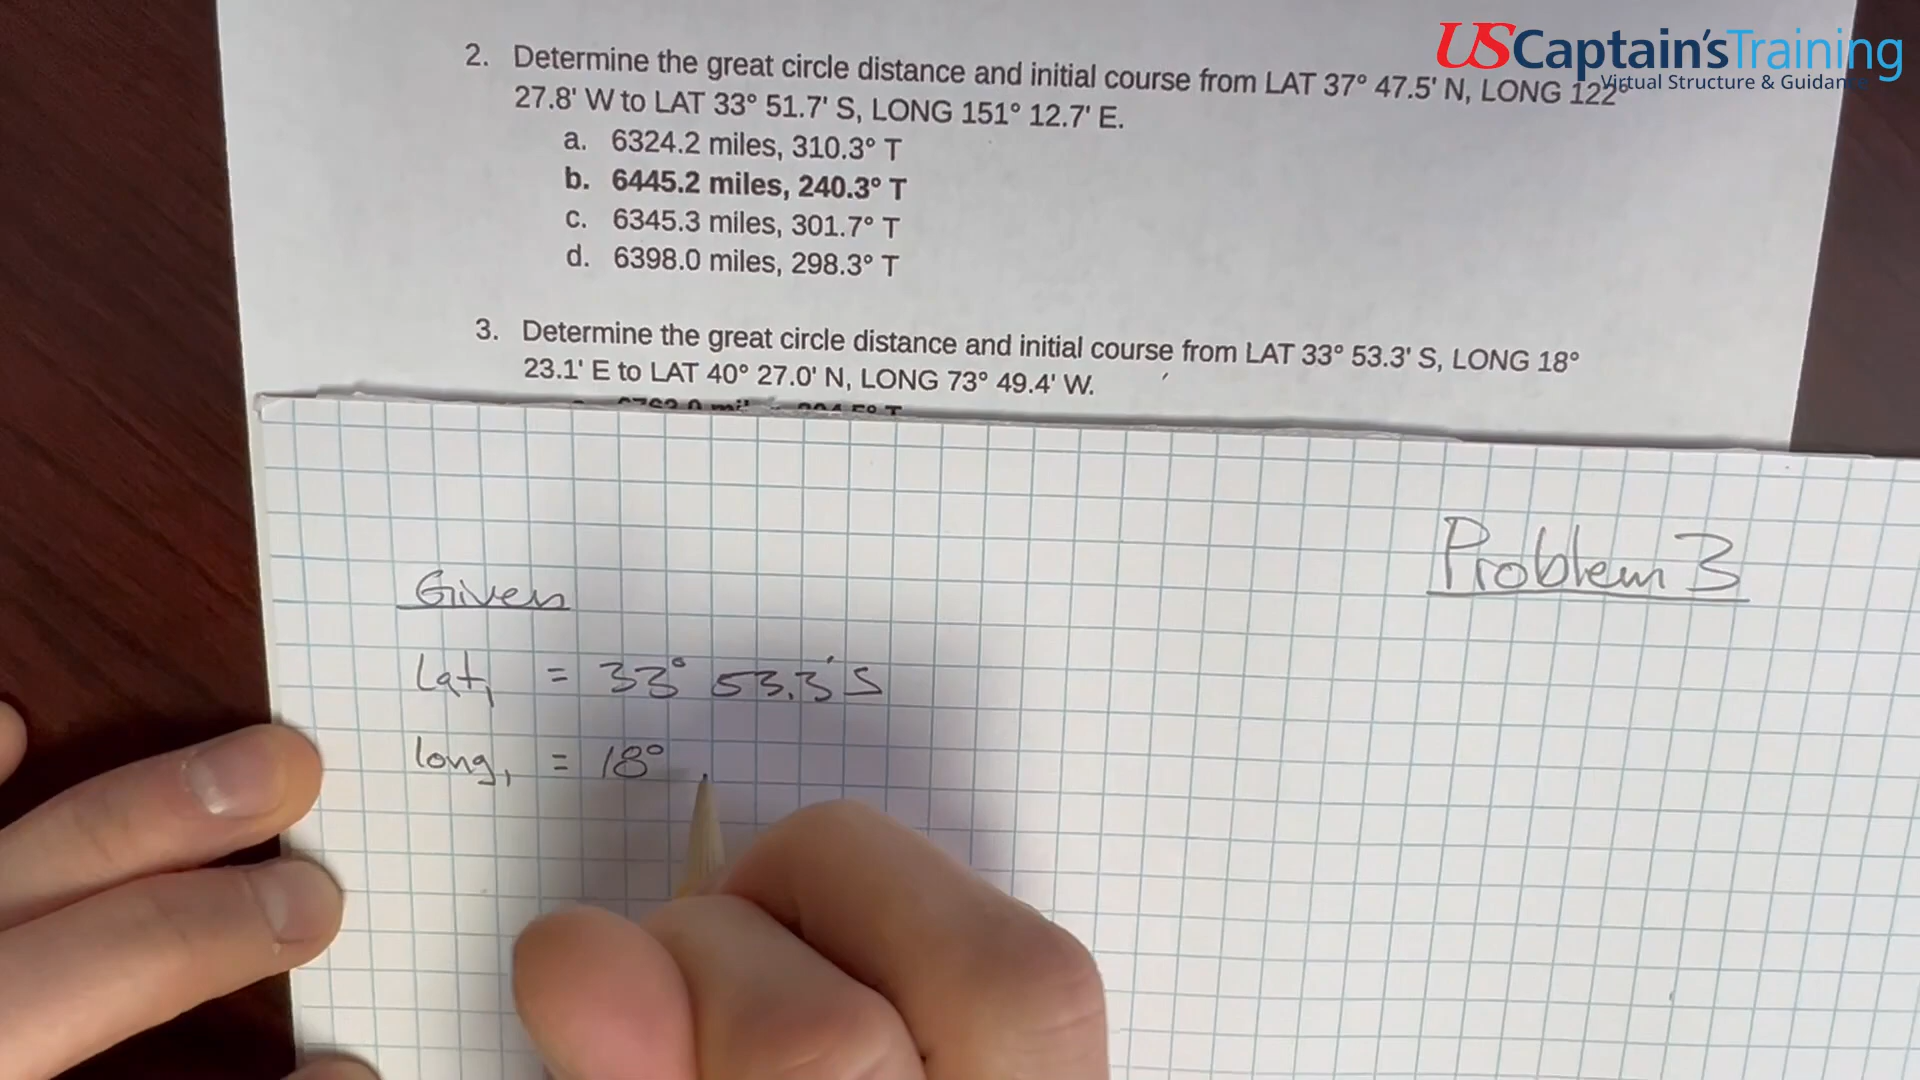 USCaptain'sTraining
Virtual Structure & Guidance
2. Determine the great circle distance and initial course from LAT 37° 47.5' N, LONG 122°
27.8' W to LAT 33° 51.7' S, LONG 151° 12.7' E.
a. 6324.2 miles, 310.3° T
b. 6445.2 miles, 240.3° T
c. 6345.3 miles, 301.7° T
d. 6398.0 miles, 298.3° T
3. Determine the great circle distance and initial course from LAT 33° 53.3' S, LONG 18°
23.1' E to LAT 40° 27.0' N, LONG 73° 49.4' W.
Problem 3
Given
Lat₁ = 33° 53.3' S
long₁ = 18°